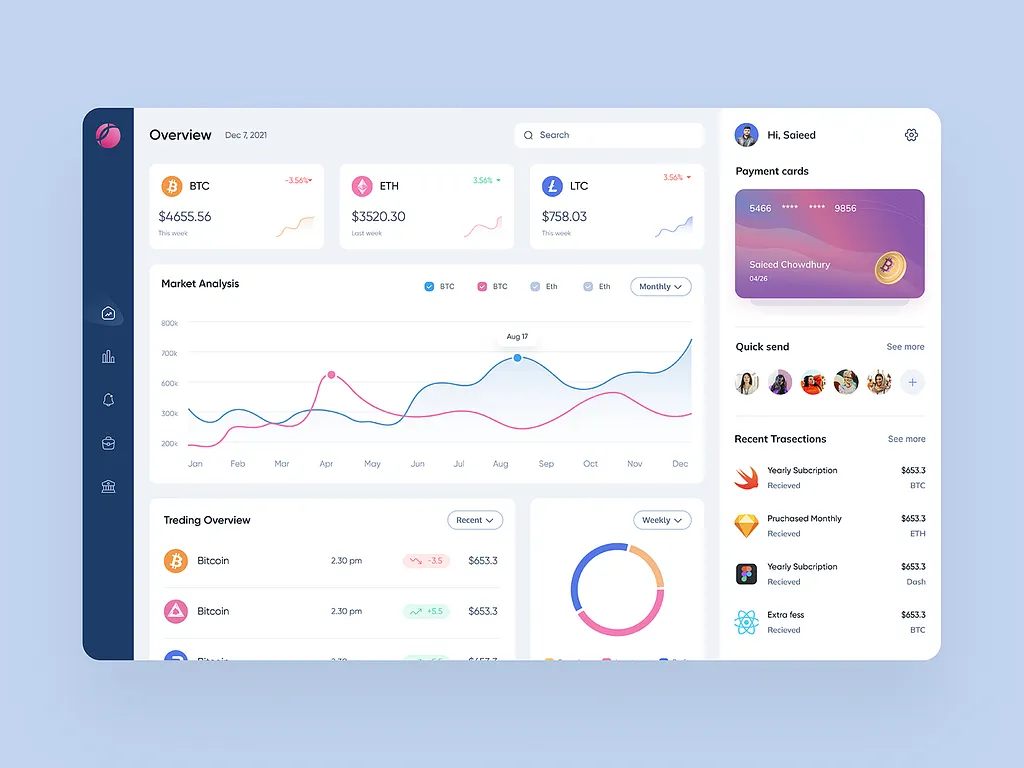 Overview
Dec 7, 2021
Search
BTC
-3.56%
$4655.56
This week
ETH
3.56%
$3520.30
Last week
LTC
3.56%
$758.03
This week
Market Analysis
BTC
BTC
Eth
Eth
Monthly
800k
700k
600k
300k
200k
Aug 17
Jan
Feb
Mar
Apr
May
Jun
Jul
Aug
Sep
Oct
Nov
Dec
Treding Overview
Recent
Bitcoin
2.30 pm
-3.5
$653.3
Bitcoin
2.30 pm
+5.5
$653.3
Weekly
Hi, Saieed
Payment cards
5466 **** **** 9856
Saieed Chowdhury
04/26
Quick send
See more
Recent Trasections
See more
Yearly Subcription
$653.3
Recieved
BTC
Pruchased Monthly
$653.3
Recieved
ETH
Yearly Subcription
$653.3
Recieved
Dash
Extra fess
$653.3
Recieved
BTC